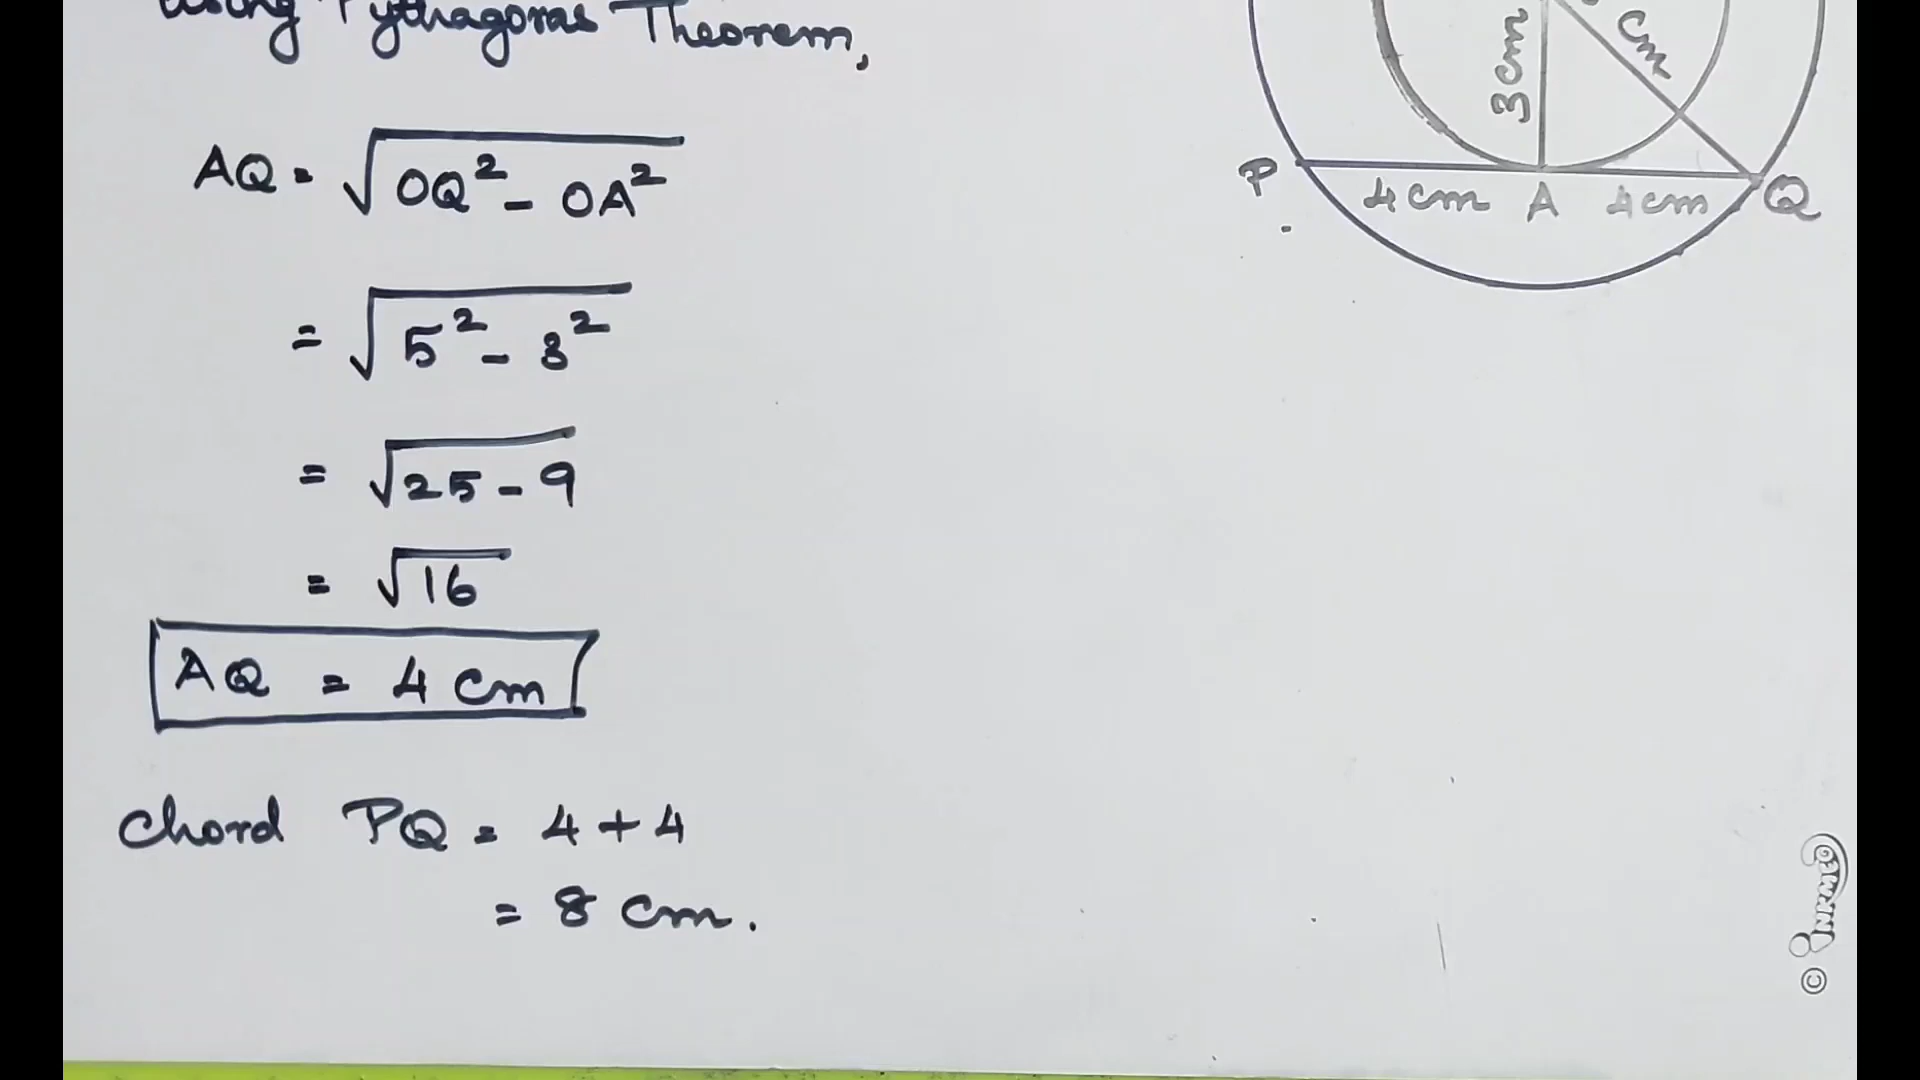 using Pythagoras Theorem,
AQ = √OQ² - OA²
= √5² - 3²
= √25 - 9
= √16
AQ = 4 cm
Chord PQ = 4 + 4
= 8 cm.
3cm
cm
P
4cm
A
4cm
Q
©